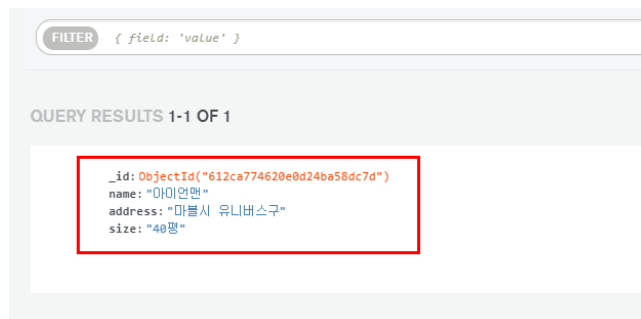 FILTER { field: 'value' }
QUERY RESULTS 1-1 OF 1
_id: ObjectId("612ca774620e0d24ba58dc7d")
name: "아이언맨"
address: "마블시 유니버스구"
size: "40평"